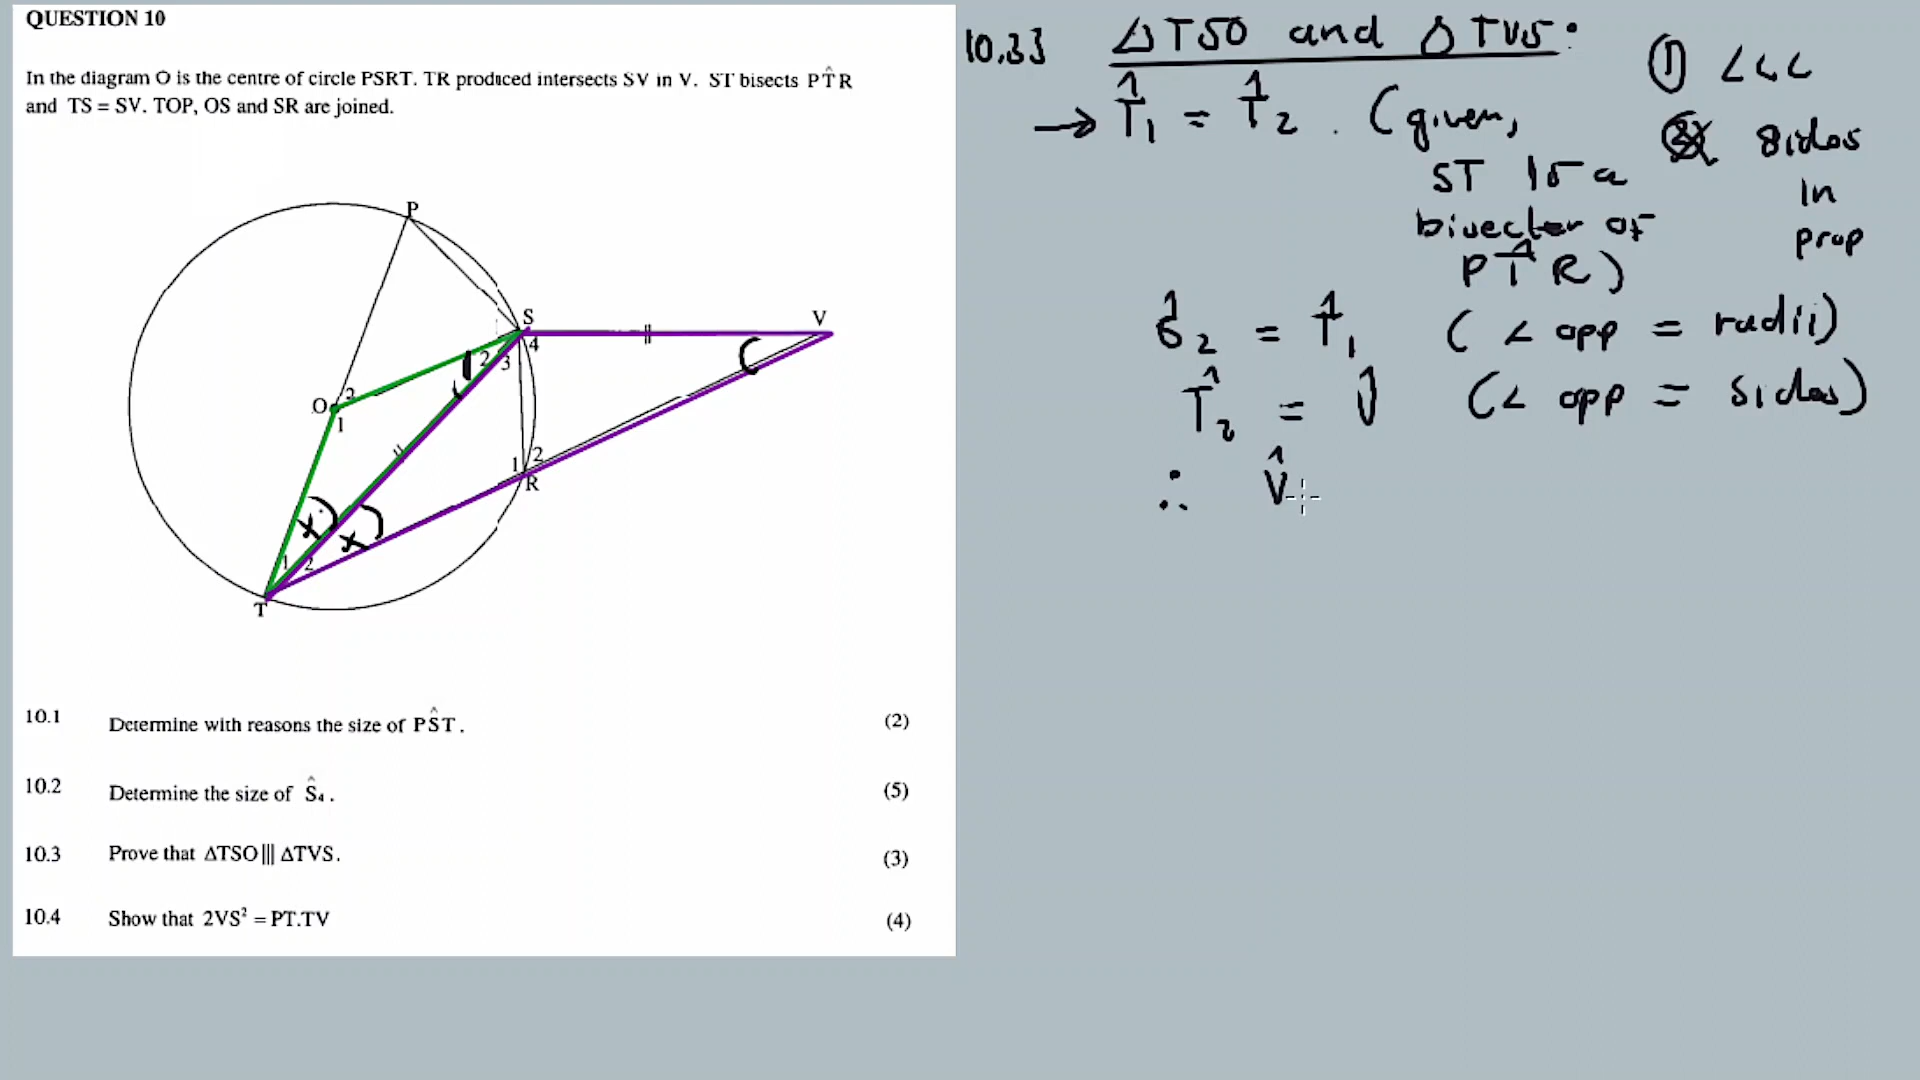 QUESTION 10
In the diagram O is the centre of circle PSRT. TR produced intersects SV in V. ST bisects PT̂R
and TS = SV. TOP, OS and SR are joined.
P
S
V
4
2
3
O
2
1
2
1
R
x
x
1
2
T
10.1 Determine with reasons the size of PŜT. (2)
10.2 Determine the size of Ŝ₄. (5)
10.3 Prove that ΔTSO ||| ΔTVS. (3)
10.4 Show that 2VS² = PT.TV (4)
10.33 ΔTSO and ΔTVS:
→ T̂₁ = T̂₂. (given,
ST is a
bisector of
PT̂R)
① <<<
sides
in
prop
Ŝ₂ = T̂₁ (< opp = radii)
T̂₂ = V̂ (< opp = sides)
∴ V̂